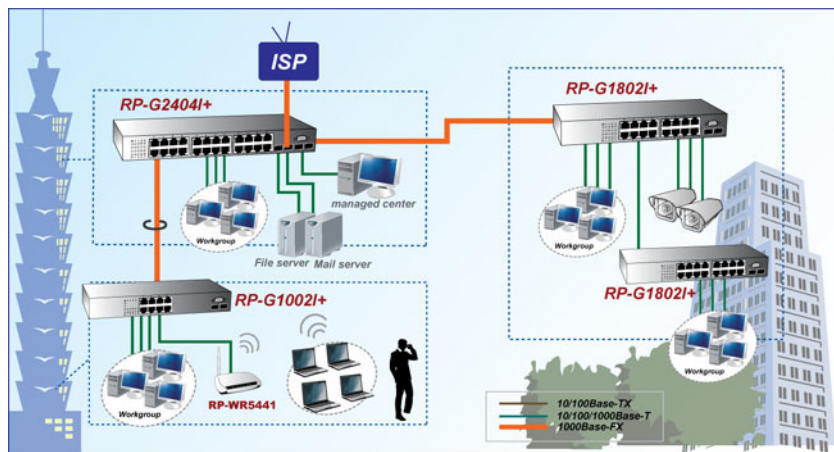 ISP
RP-G2404I+
RP-G1802I+
managed center
Workgroup
File server
Mail server
Workgroup
RP-G1002I+
RP-G1802I+
Workgroup
RP-WR5441
Workgroup
10/100Base-TX
10/100/1000Base-T
1000Base-FX